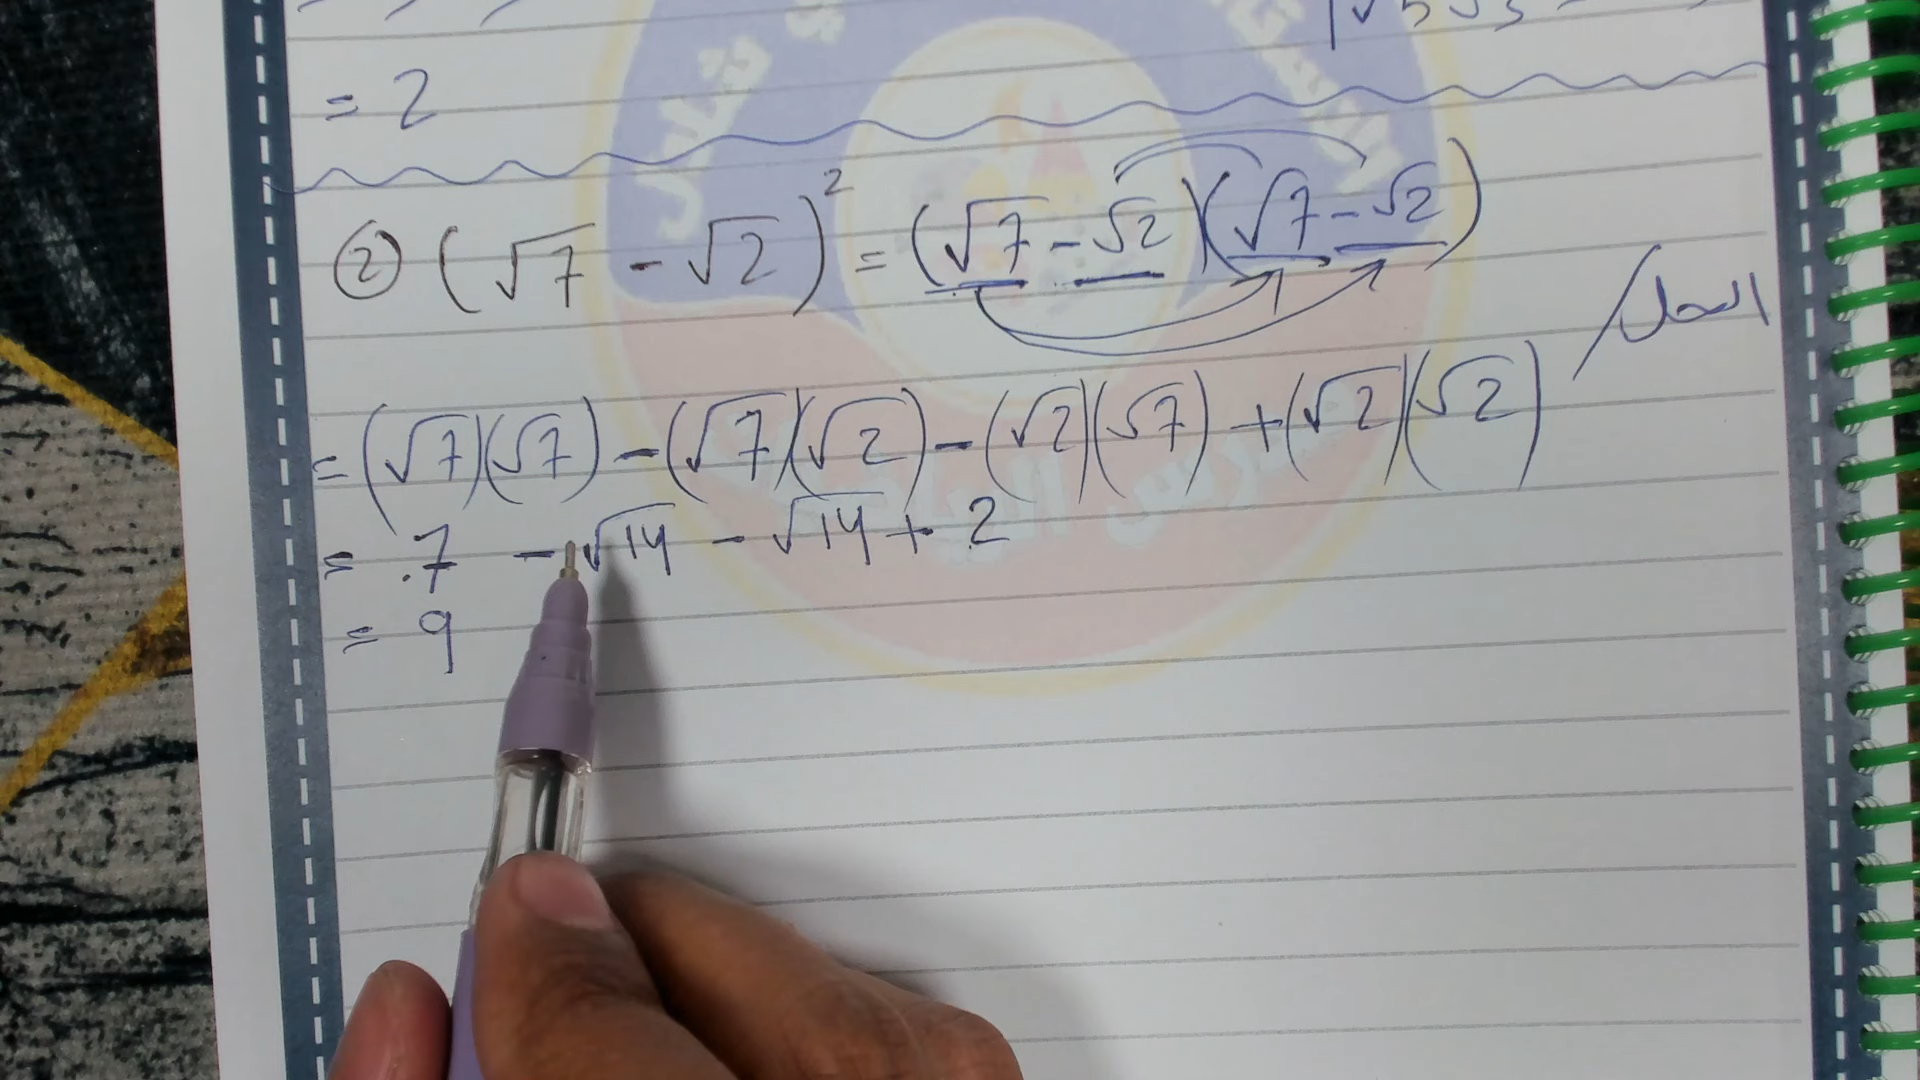 = 2
② (√7 - √2)² = (√7 - √2)(√7 - √2)
الحل
= (√7)(√7) - (√7)(√2) - (√2)(√7) + (√2)(√2)
= 7 - √14 - √14 + 2
= 9